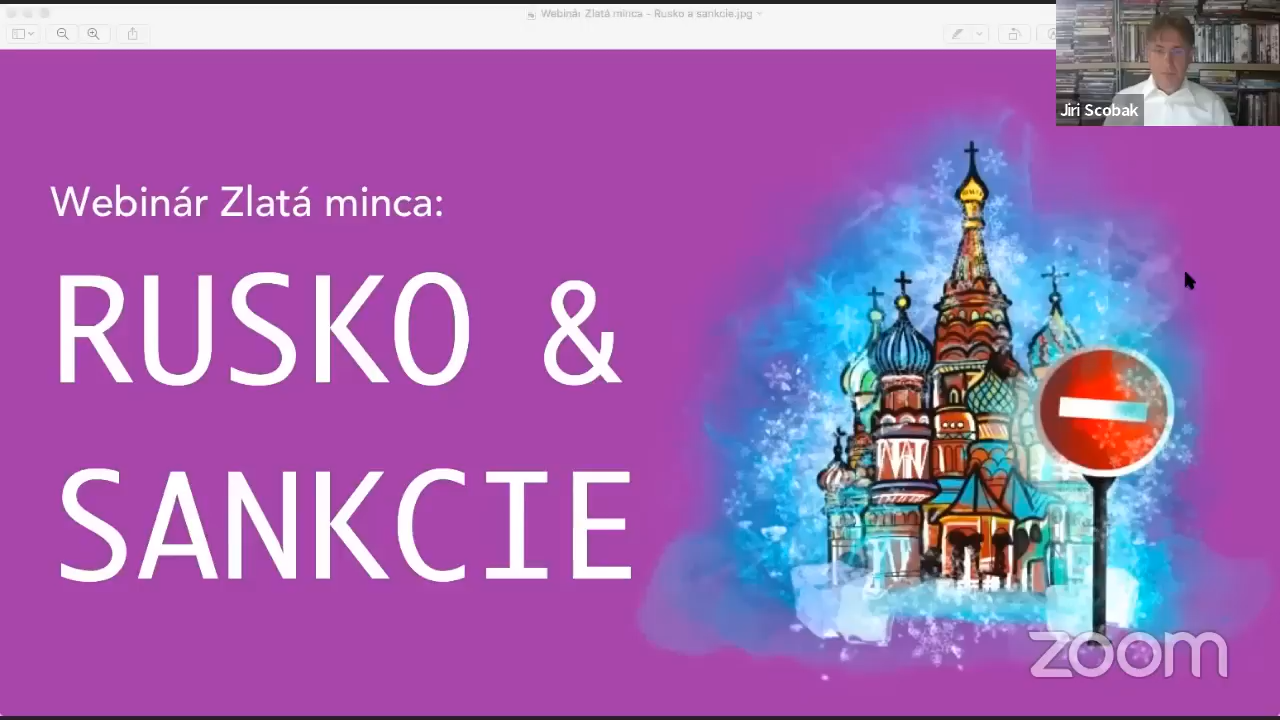 Webinár Zlatá minca – Rusko a sankcie.jpg
Jiri Scobak
Webinár Zlatá minca:
RUSKO &
SANKCIE
zoom